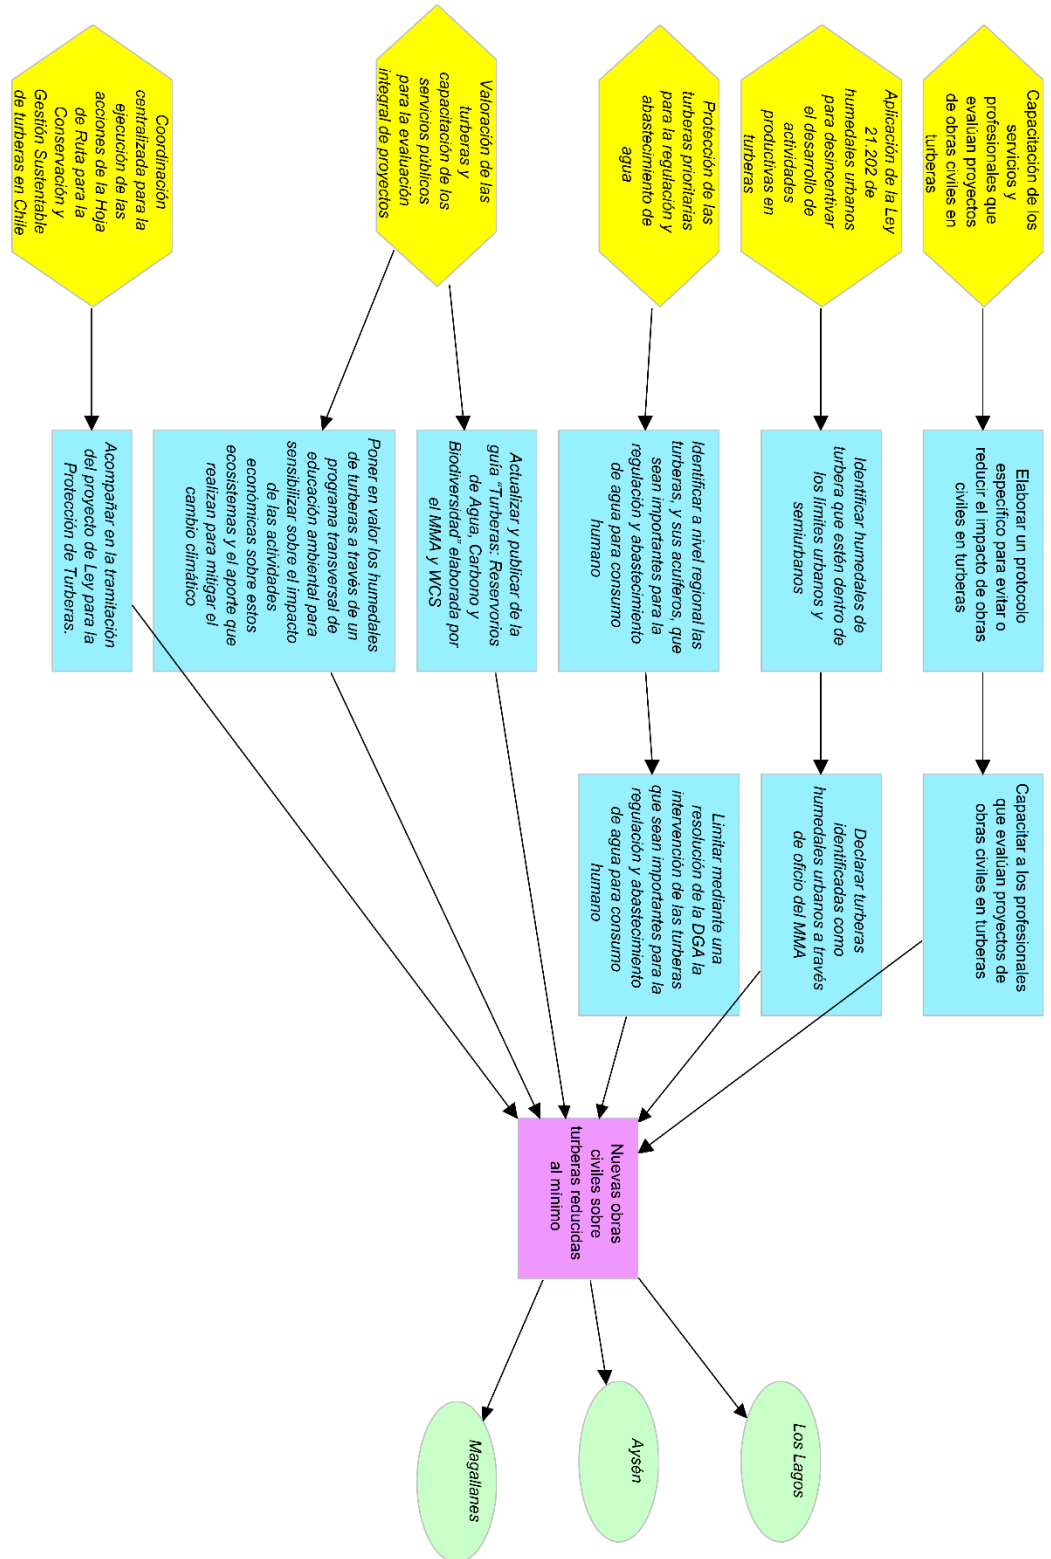 Capacitación de los
servicios y
profesionales que
evalúan proyectos
de obras civiles en
turberas
Elaborar un protocolo
específico para evitar o
reducir el impacto de obras
civiles en turberas
Capacitar a los profesionales
que evalúan proyectos de
obras civiles en turberas
Aplicación de la Ley
21.202 de
humedales urbanos
para desincentivar
el desarrollo de
actividades
productivas en
turberas
Identificar humedales de
turbera que estén dentro de
los límites urbanos y
semiurbanos
Declarar turberas
identificadas como
humedales urbanos a través
de oficio del MMA
Protección de las
turberas prioritarias
para la regulación y
abastecimiento de
agua
Identificar a nivel regional las
turberas, y sus acuíferos, que
sean importantes para la
regulación y abastecimiento
de agua para consumo
humano
Limitar mediante una
resolución de la DGA la
intervención de las turberas
que sean importantes para la
regulación y abastecimiento
de agua para consumo
humano
Valoración de las
turberas y
capacitación de los
servicios públicos
para la evaluación
integral de proyectos
Actualizar y publicar de la
guía "Turberas: Reservorios
de Agua, Carbono y
Biodiversidad" elaborada por
el MMA y WCS
Poner en valor los humedales
de turberas a través de un
programa transversal de
educación ambiental para
sensibilizar sobre el impacto
de las actividades
económicas sobre estos
ecosistemas y el aporte que
realizan para mitigar el
cambio climático
Coordinación
centralizada para la
ejecución de las
acciones de la Hoja
de Ruta para la
Conservación y
Gestión Sustentable
de turberas en Chile
Acompañar en la tramitación
del proyecto de Ley para la
Protección de Turberas.
Nuevas obras
civiles sobre
turberas reducidas
al mínimo
Los Lagos
Aysén
Magallanes